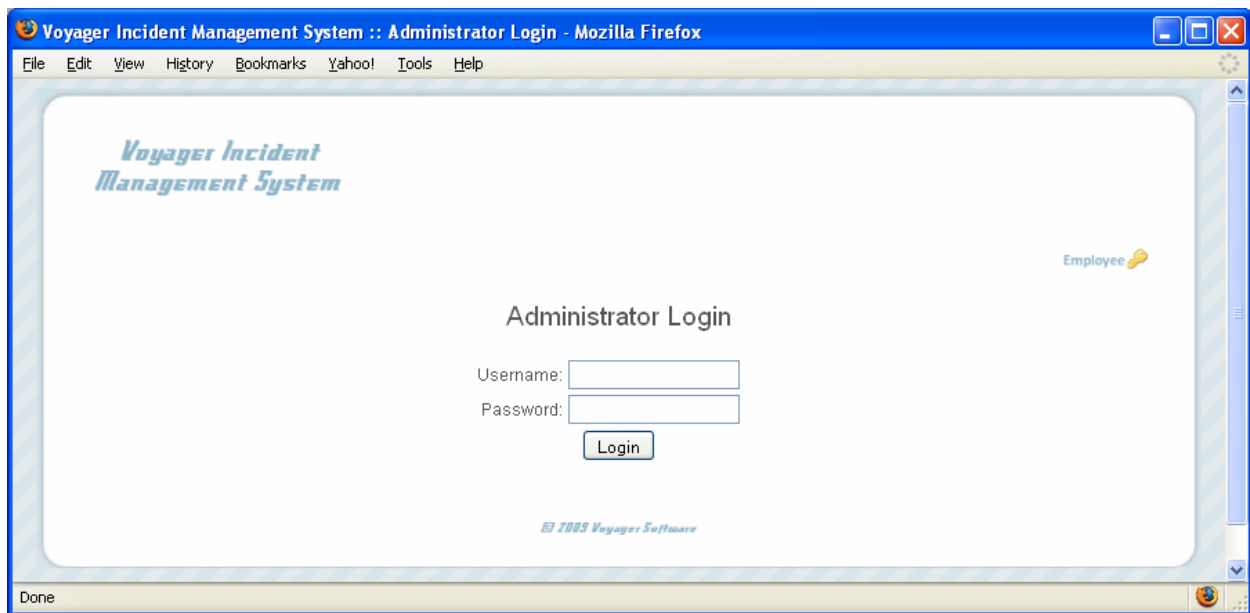 Voyager Incident Management System :: Administrator Login - Mozilla Firefox
File Edit View History Bookmarks Yahoo! Tools Help
Voyager Incident
Management System
Employee
Administrator Login
Username:
Password:
Login
© 2009 Voyager Software
Done